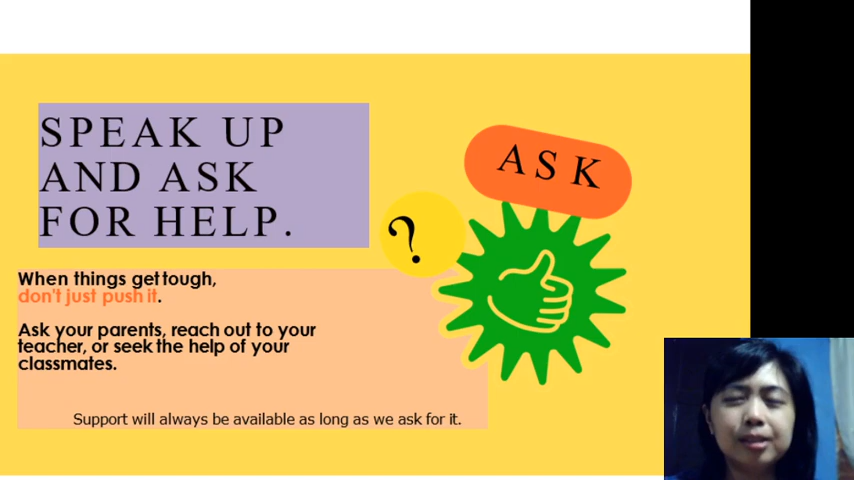 SPEAK UP
AND ASK
FOR HELP.
ASK
?
When things get tough,
don't just push it.
Ask your parents, reach out to your
teacher, or seek the help of your
classmates.
Support will always be available as long as we ask for it.